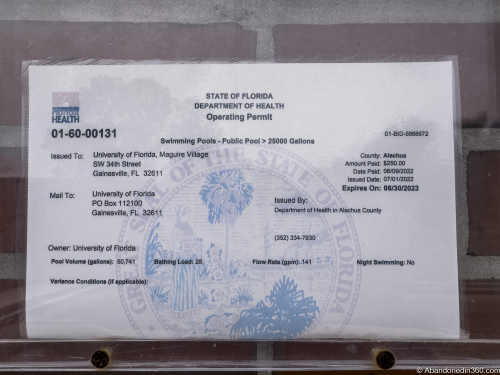 STATE OF FLORIDA
DEPARTMENT OF HEALTH
Operating Permit
HEALTH
01-60-00131
Swimming Pools - Public Pool > 25000 Gallons
01-BID-5868972
Issued To: University of Florida, Maguire Village
SW 34th Street
Gainesville, FL 32611
County: Alachua
Amount Paid: $250.00
Date Paid: 06/09/2022
Issued Date: 07/01/2022
Expires On: 06/30/2023
Mail To: University of Florida
PO Box 112100
Gainesville, FL 32611
Issued By:
Department of Health in Alachua County
(352) 334-7930
Owner: University of Florida
Pool Volume (gallons): 50,741 Bathing Load: 28 Flow Rate (gpm): 141 Night Swimming: No
Variance Conditions (if applicable):
© Abandonedin360.com